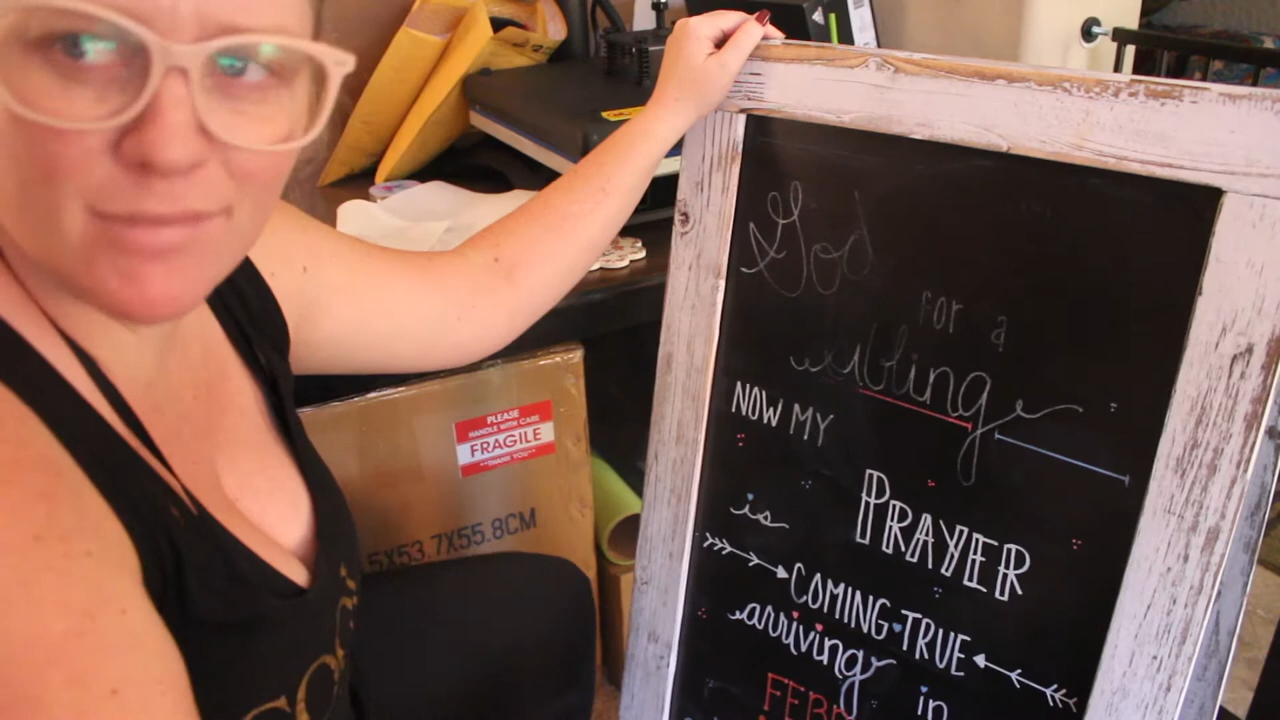 God
for a
sibling
NOW MY
PRAYER
is
COMING TRUE
arriving
in
PLEASE
HANDLE WITH CARE
FRAGILE
**THANK YOU**
5X53.7X55.8CM